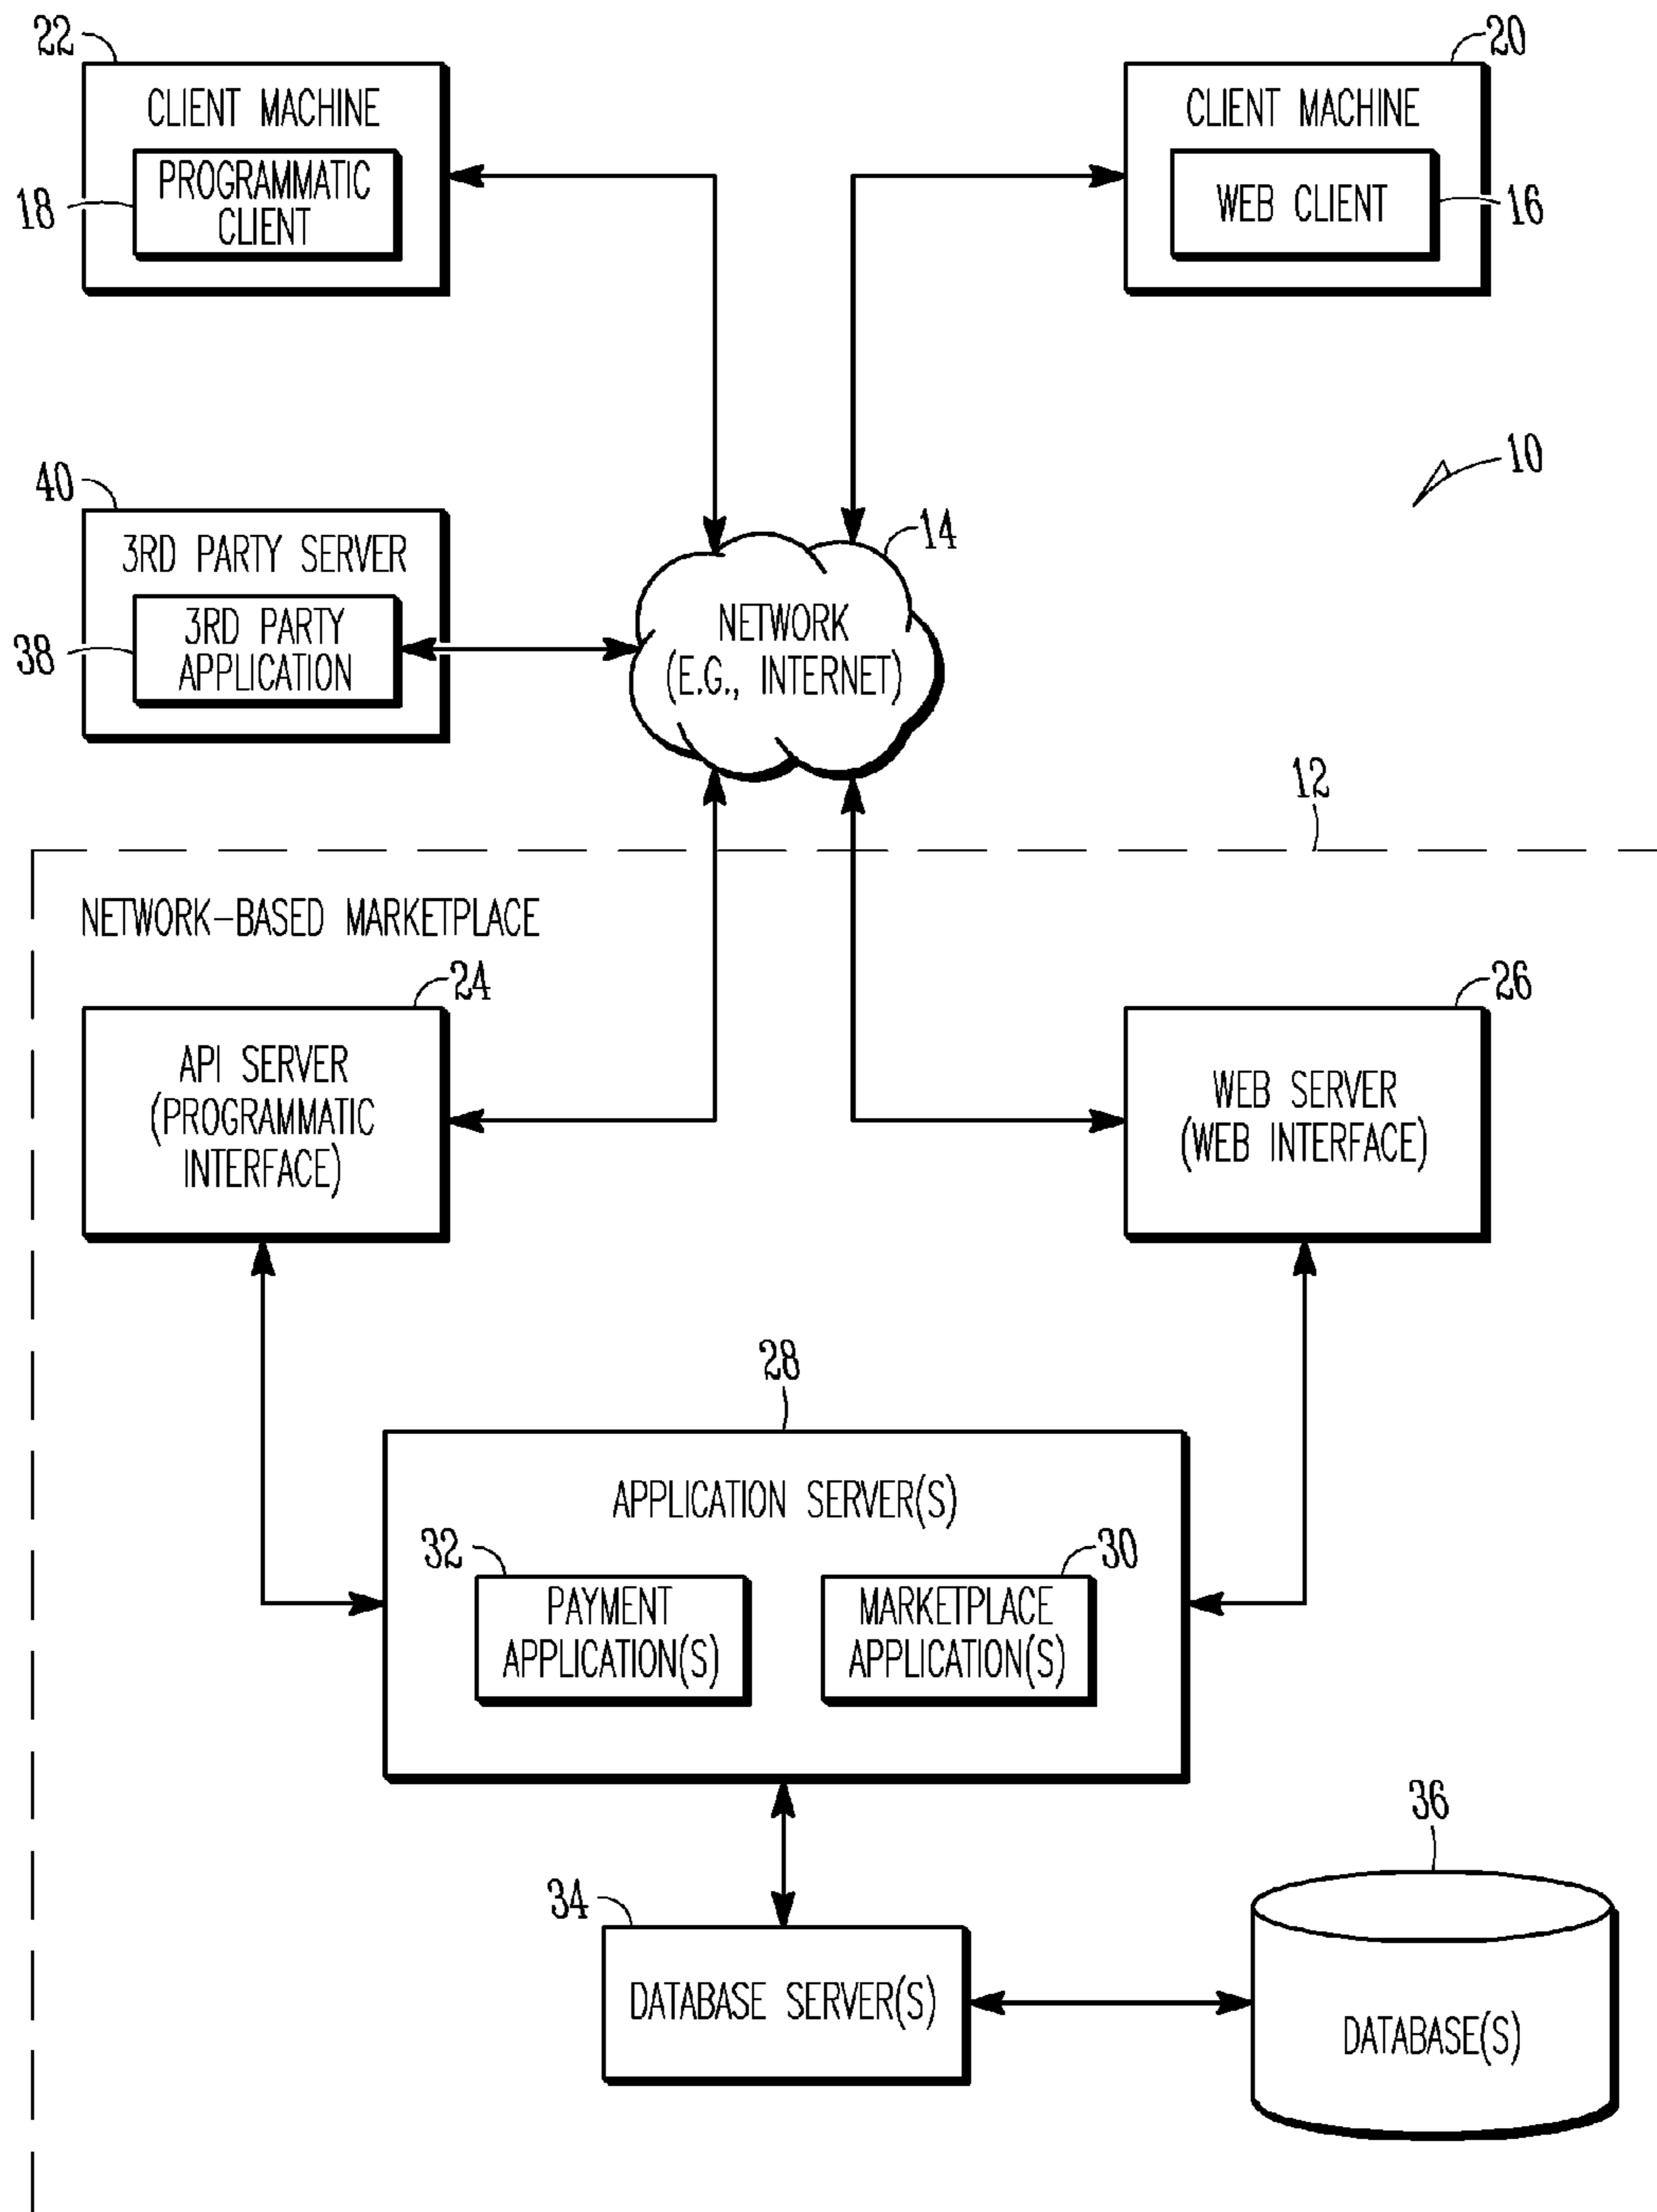 22
CLIENT MACHINE
18
PROGRAMMATIC
CLIENT
20
CLIENT MACHINE
WEB CLIENT
16
10
40
3RD PARTY SERVER
38
3RD PARTY
APPLICATION
14
NETWORK
(E.G., INTERNET)
12
NETWORK-BASED MARKETPLACE
24
API SERVER
(PROGRAMMATIC
INTERFACE)
26
WEB SERVER
(WEB INTERFACE)
28
APPLICATION SERVER(S)
32
PAYMENT
APPLICATION(S)
30
MARKETPLACE
APPLICATION(S)
34
DATABASE SERVER(S)
36
DATABASE(S)